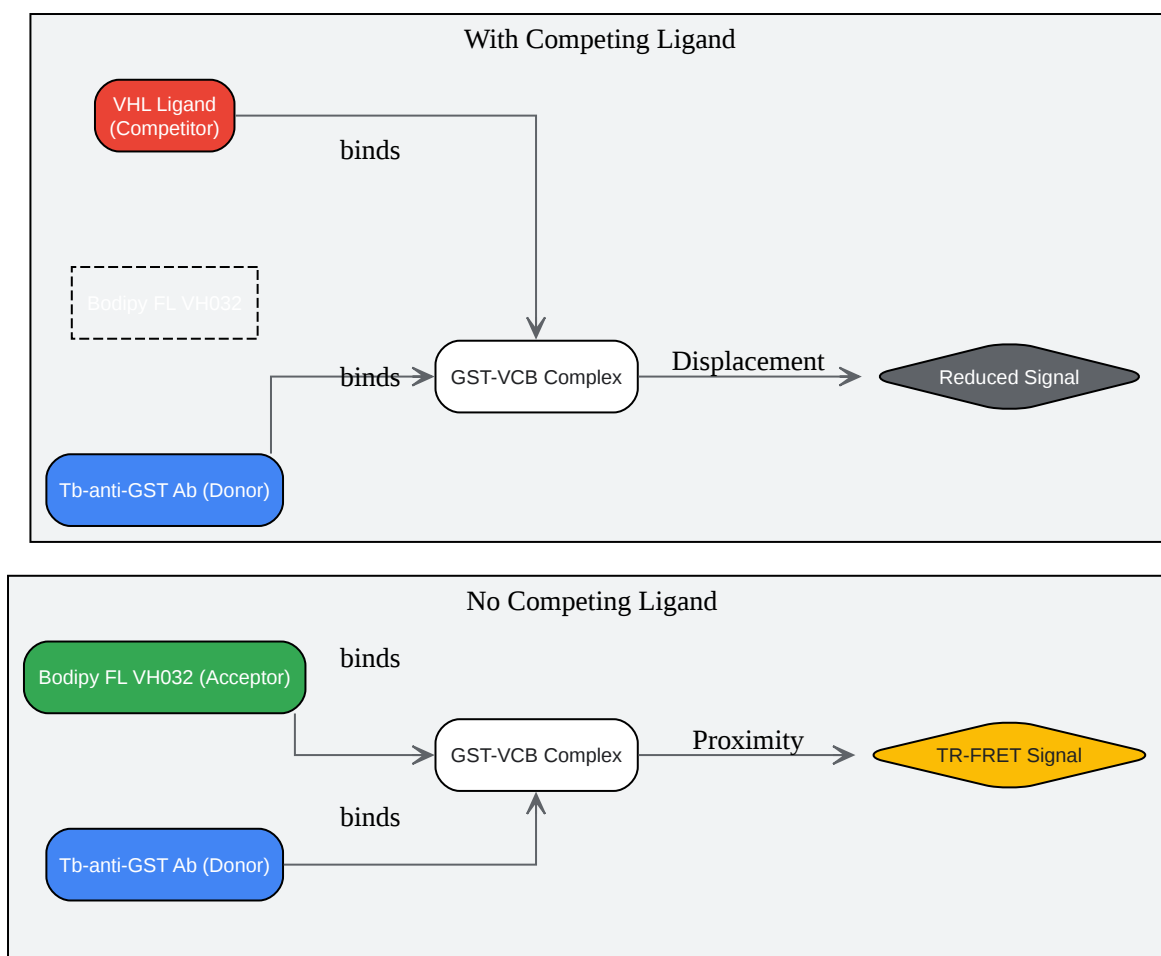 With Competing Ligand
VHL Ligand
(Competitor)
binds
Bodipy FL VH032
binds
GST-VCB Complex
Displacement
Reduced Signal
Tb-anti-GST Ab (Donor)
No Competing Ligand
binds
Bodipy FL VH032 (Acceptor)
GST-VCB Complex
Proximity
TR-FRET Signal
binds
Tb-anti-GST Ab (Donor)